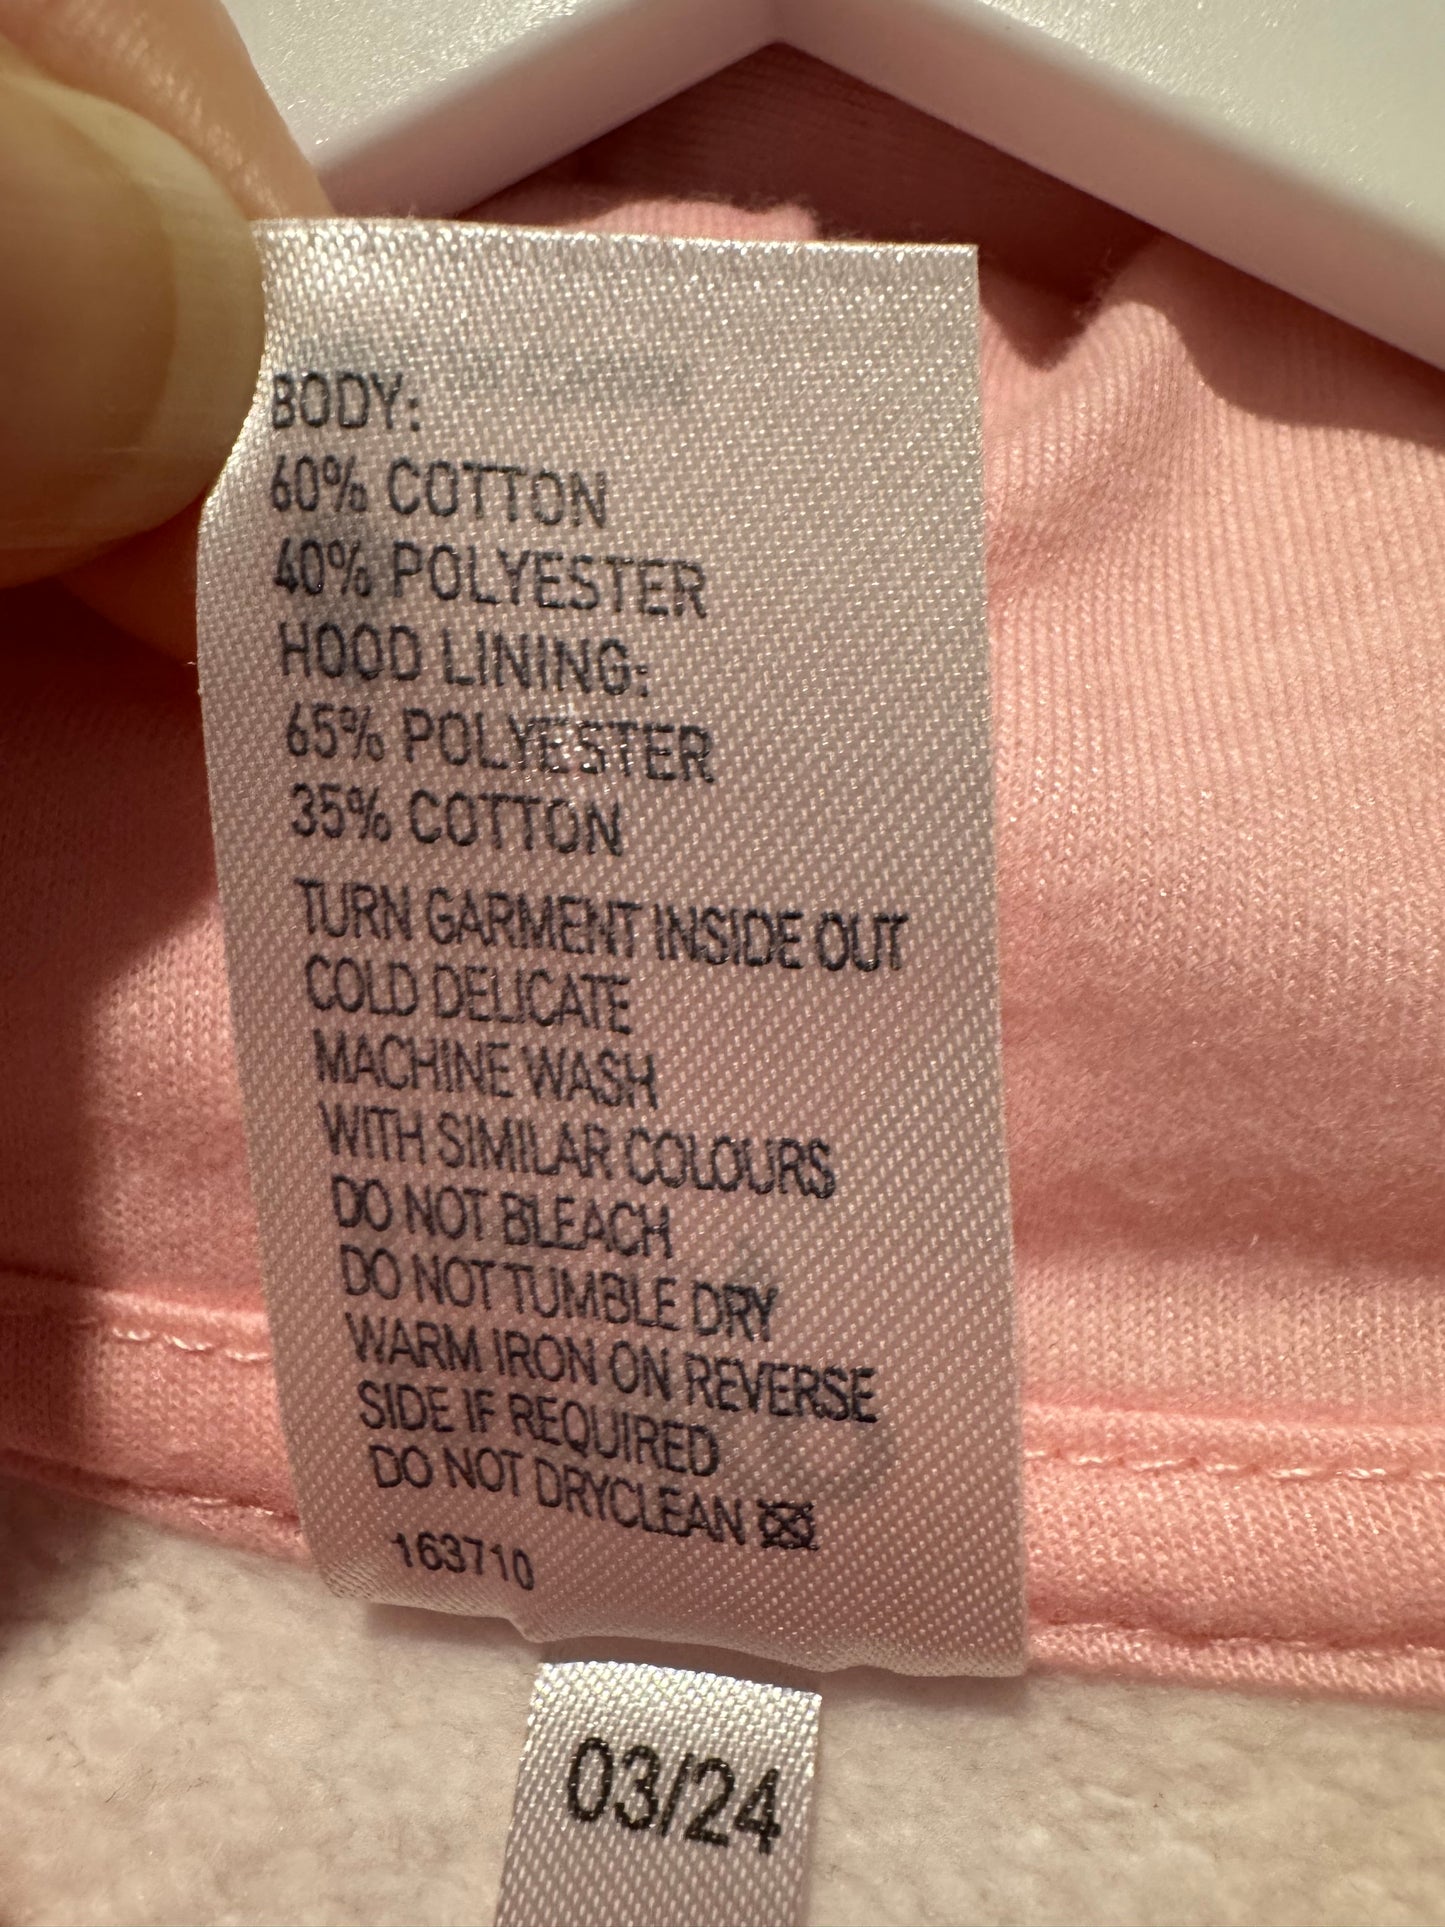 BODY:
60% COTTON
40% POLYESTER
HOOD LINING:
65% POLYESTER
35% COTTON
TURN GARMENT INSIDE OUT
COLD DELICATE
MACHINE WASH
WITH SIMILAR COLOURS
DO NOT BLEACH
DO NOT TUMBLE DRY
WARM IRON ON REVERSE
SIDE IF REQUIRED
DO NOT DRYCLEAN
163710
03/24